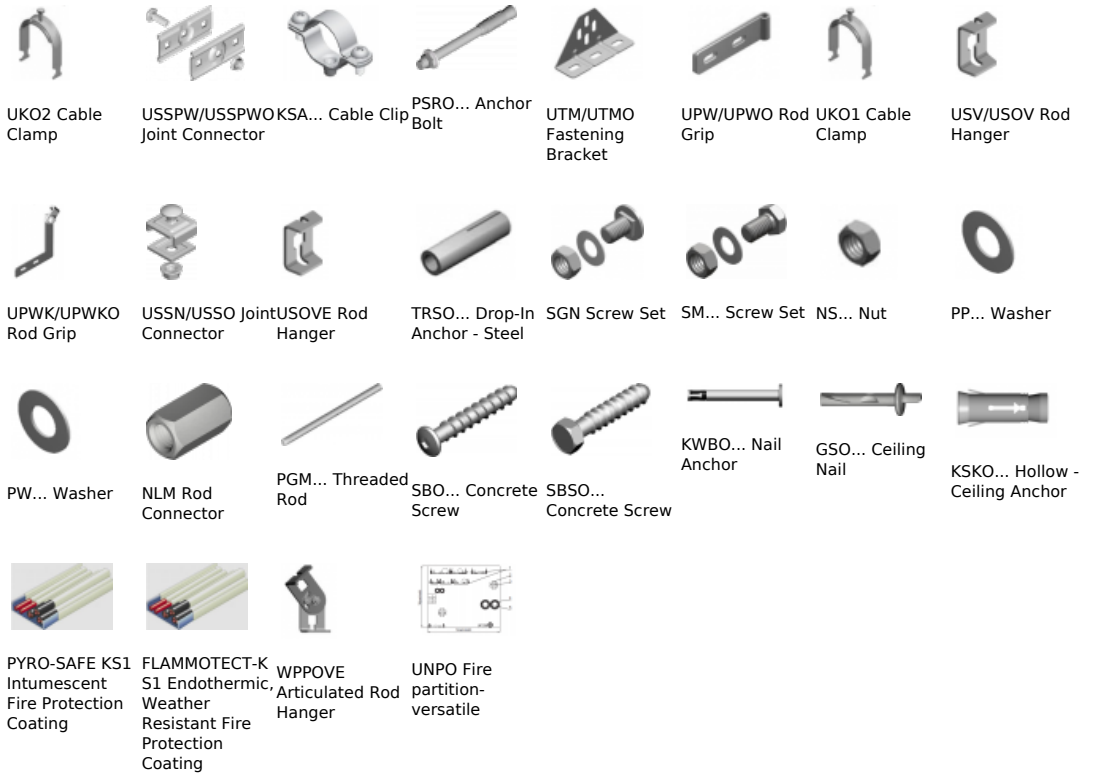 UKO2 Cable
Clamp
USSPW/USSPWO
Joint Connector
KSA... Cable Clip
PSRO... Anchor
Bolt
UTM/UTMO
Fastening
Bracket
UPW/UPWO Rod
Grip
UKO1 Cable
Clamp
USV/USOV Rod
Hanger
UPWK/UPWKO
Rod Grip
USSN/USSO Joint
Connector
USOVE Rod
Hanger
TRSO... Drop-In
Anchor - Steel
SGN Screw Set
SM... Screw Set
NS... Nut
PP... Washer
PW... Washer
NLM Rod
Connector
PGM... Threaded
Rod
SBO... Concrete
Screw
SBSO...
Concrete Screw
KWBO... Nail
Anchor
GSO... Ceiling
Nail
KSKO... Hollow -
Ceiling Anchor
PYRO-SAFE KS1
Intumescent
Fire Protection
Coating
FLAMMOTECT-K
S1 Endothermic,
Weather
Resistant Fire
Protection
Coating
WPPOVE
Articulated Rod
Hanger
UNPO Fire
partition-
versatile